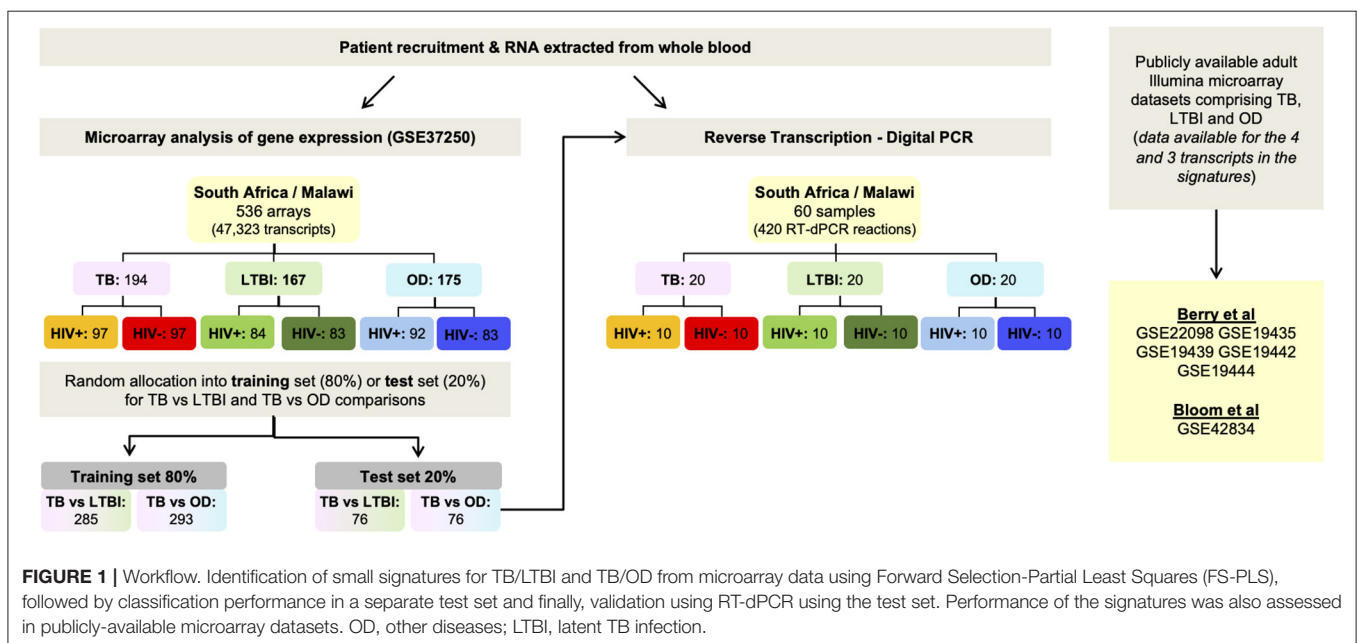 Patient recruitment & RNA extracted from whole blood
Microarray analysis of gene expression (GSE37250)
South Africa / Malawi
536 arrays
(47,323 transcripts)
TB: 194
LTBI: 167
OD: 175
HIV+: 97
HIV-: 97
HIV+: 84
HIV-: 83
HIV+: 92
HIV-: 83
Random allocation into training set (80%) or test set (20%)
for TB vs LTBI and TB vs OD comparisons
Training set 80%
TB vs LTBI:
285
TB vs OD:
293
Test set 20%
TB vs LTBI:
76
TB vs OD:
76
Reverse Transcription - Digital PCR
South Africa / Malawi
60 samples
(420 RT-dPCR reactions)
TB: 20
LTBI: 20
OD: 20
HIV+: 10
HIV-: 10
HIV+: 10
HIV-: 10
HIV+: 10
HIV-: 10
Publicly available adult
Illumina microarray
datasets comprising TB,
LTBI and OD
(data available for the 4
and 3 transcripts in the
signatures)
Berry et al
GSE22098 GSE19435
GSE19439 GSE19442
GSE19444
Bloom et al
GSE42834
FIGURE 1 | Workflow. Identification of small signatures for TB/LTBI and TB/OD from microarray data using Forward Selection-Partial Least Squares (FS-PLS),
followed by classification performance in a separate test set and finally, validation using RT-dPCR using the test set. Performance of the signatures was also assessed
in publicly-available microarray datasets. OD, other diseases; LTBI, latent TB infection.